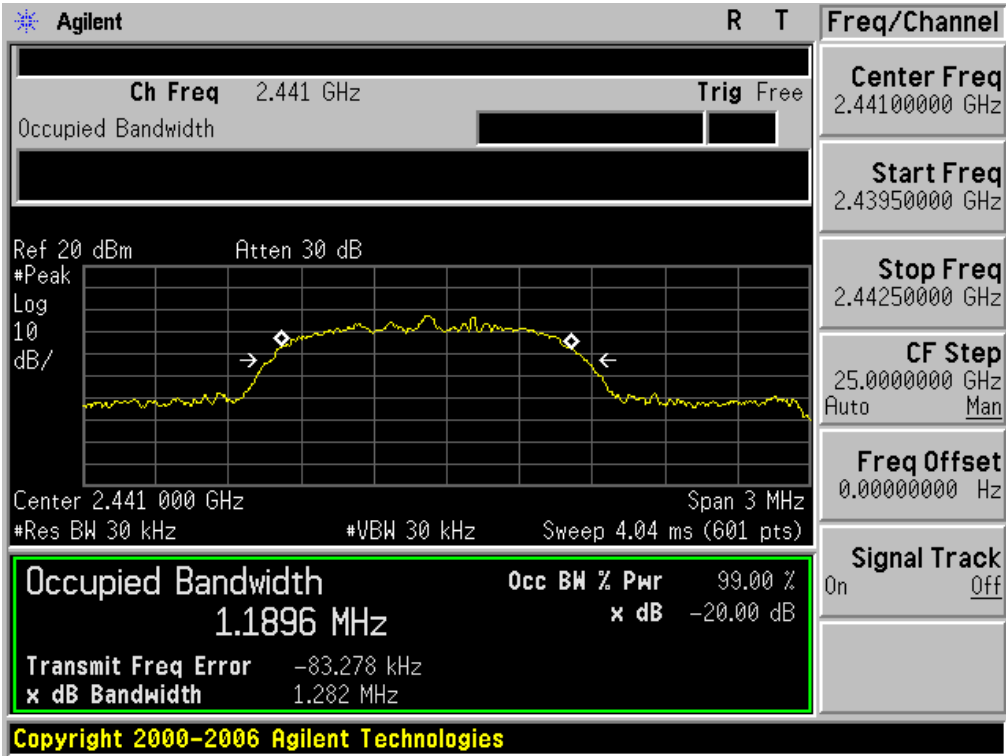 Agilent R T Freq/Channel
Ch Freq 2.441 GHz Trig Free
Occupied Bandwidth
Center Freq
2.44100000 GHz
Start Freq
2.43950000 GHz
Stop Freq
2.44250000 GHz
CF Step
25.0000000 GHz
Auto Man
Freq Offset
0.00000000 Hz
Signal Track
On Off
Ref 20 dBm Atten 30 dB
#Peak
Log
10
dB/
Center 2.441 000 GHz Span 3 MHz
#Res BW 30 kHz #VBW 30 kHz Sweep 4.04 ms (601 pts)
Occupied Bandwidth Occ BW % Pwr 99.00 %
1.1896 MHz x dB -20.00 dB
Transmit Freq Error -83.278 kHz
x dB Bandwidth 1.282 MHz
Copyright 2000-2006 Agilent Technologies